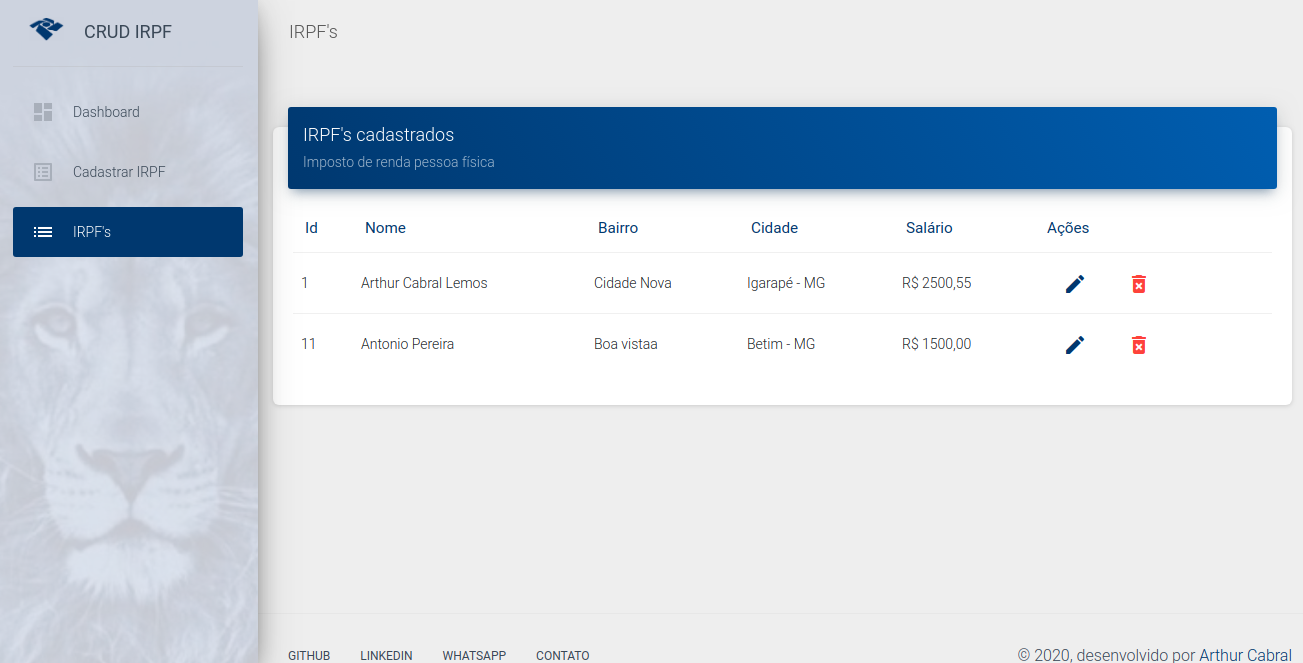 CRUD IRPF
Dashboard
Cadastrar IRPF
IRPF's
IRPF's
IRPF's cadastrados
Imposto de renda pessoa física
Id Nome Bairro Cidade Salário Ações
1 Arthur Cabral Lemos Cidade Nova Igarapé - MG R$ 2500,55
11 Antonio Pereira Boa vistaa Betim - MG R$ 1500,00
GITHUB LINKEDIN WHATSAPP CONTATO
© 2020, desenvolvido por Arthur Cabral